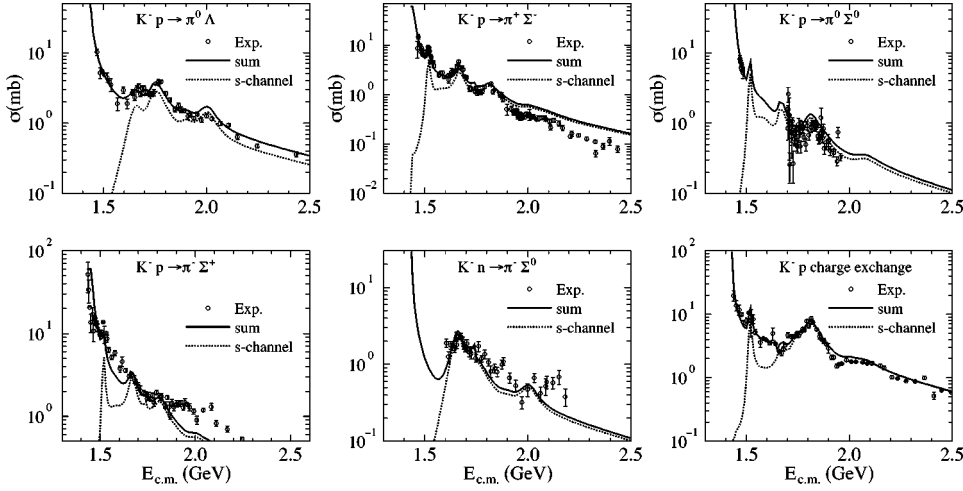 K⁻ p → π⁰ Λ
Exp.
sum
s-channel
σ(mb)
10¹
10⁰
10⁻¹
1.5
2.0
2.5
K⁻ p → π⁺ Σ⁻
Exp.
sum
s-channel
σ(mb)
10¹
10⁰
10⁻¹
10⁻²
1.5
2.0
2.5
K⁻ p → π⁰ Σ⁰
Exp.
sum
s-channel
σ(mb)
10¹
10⁰
10⁻¹
1.5
2.0
2.5
K⁻ p → π⁻ Σ⁺
Exp.
sum
s-channel
σ(mb)
10²
10¹
10⁰
1.5
2.0
2.5
E c.m. (GeV)
K⁻ n → π⁻ Σ⁰
Exp.
sum
s-channel
σ(mb)
10¹
10⁰
10⁻¹
1.5
2.0
2.5
E c.m. (GeV)
K⁻ p charge exchange
Exp.
sum
s-channel
σ(mb)
10¹
10⁰
10⁻¹
1.5
2.0
2.5
E c.m. (GeV)